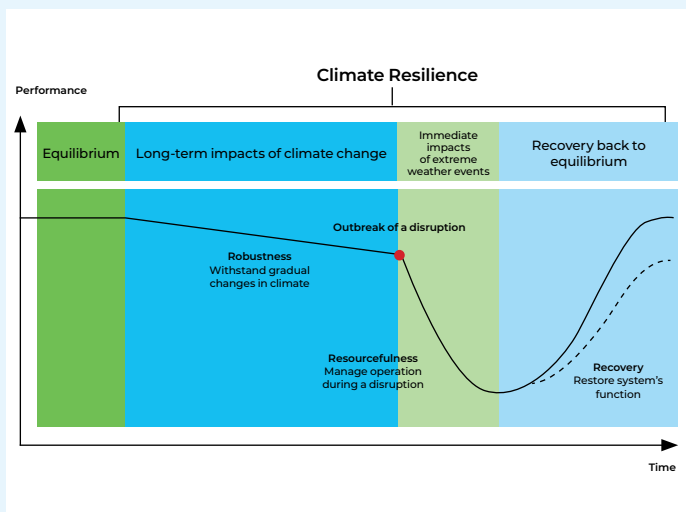 Climate Resilience
Performance
Equilibrium
Long-term impacts of climate change
Immediate
impacts
of extreme
weather events
Recovery back to
equilibrium
Outbreak of a disruption
Robustness
Withstand gradual
changes in climate
Resourcefulness
Manage operation
during a disruption
Recovery
Restore system's
function
Time